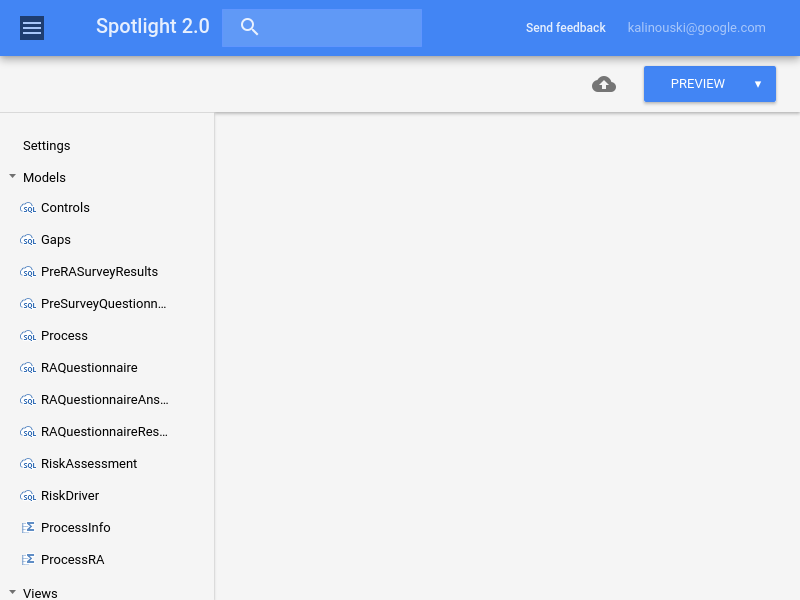 Spotlight 2.0
Send feedback
kalinouski@google.com
PREVIEW
Settings
Models
SQL Controls
SQL Gaps
SQL PreRASurveyResults
SQL PreSurveyQuestionn...
SQL Process
SQL RAQuestionnaire
SQL RAQuestionnaireAns...
SQL RAQuestionnaireRes...
SQL RiskAssessment
SQL RiskDriver
ProcessInfo
ProcessRA
Views